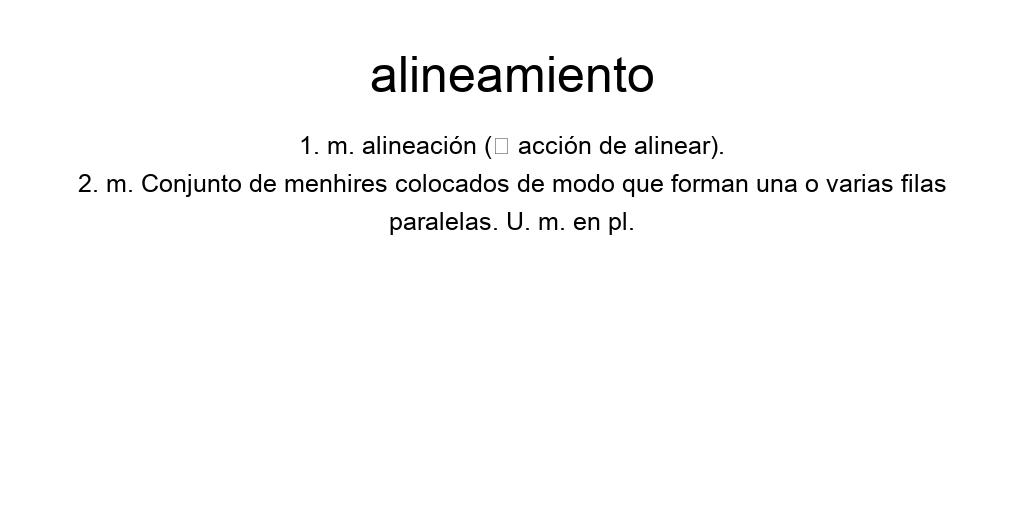 alineamiento
1. m. alineación (□ acción de alinear).
2. m. Conjunto de menhires colocados de modo que forman una o varias filas
paralelas. U. m. en pl.